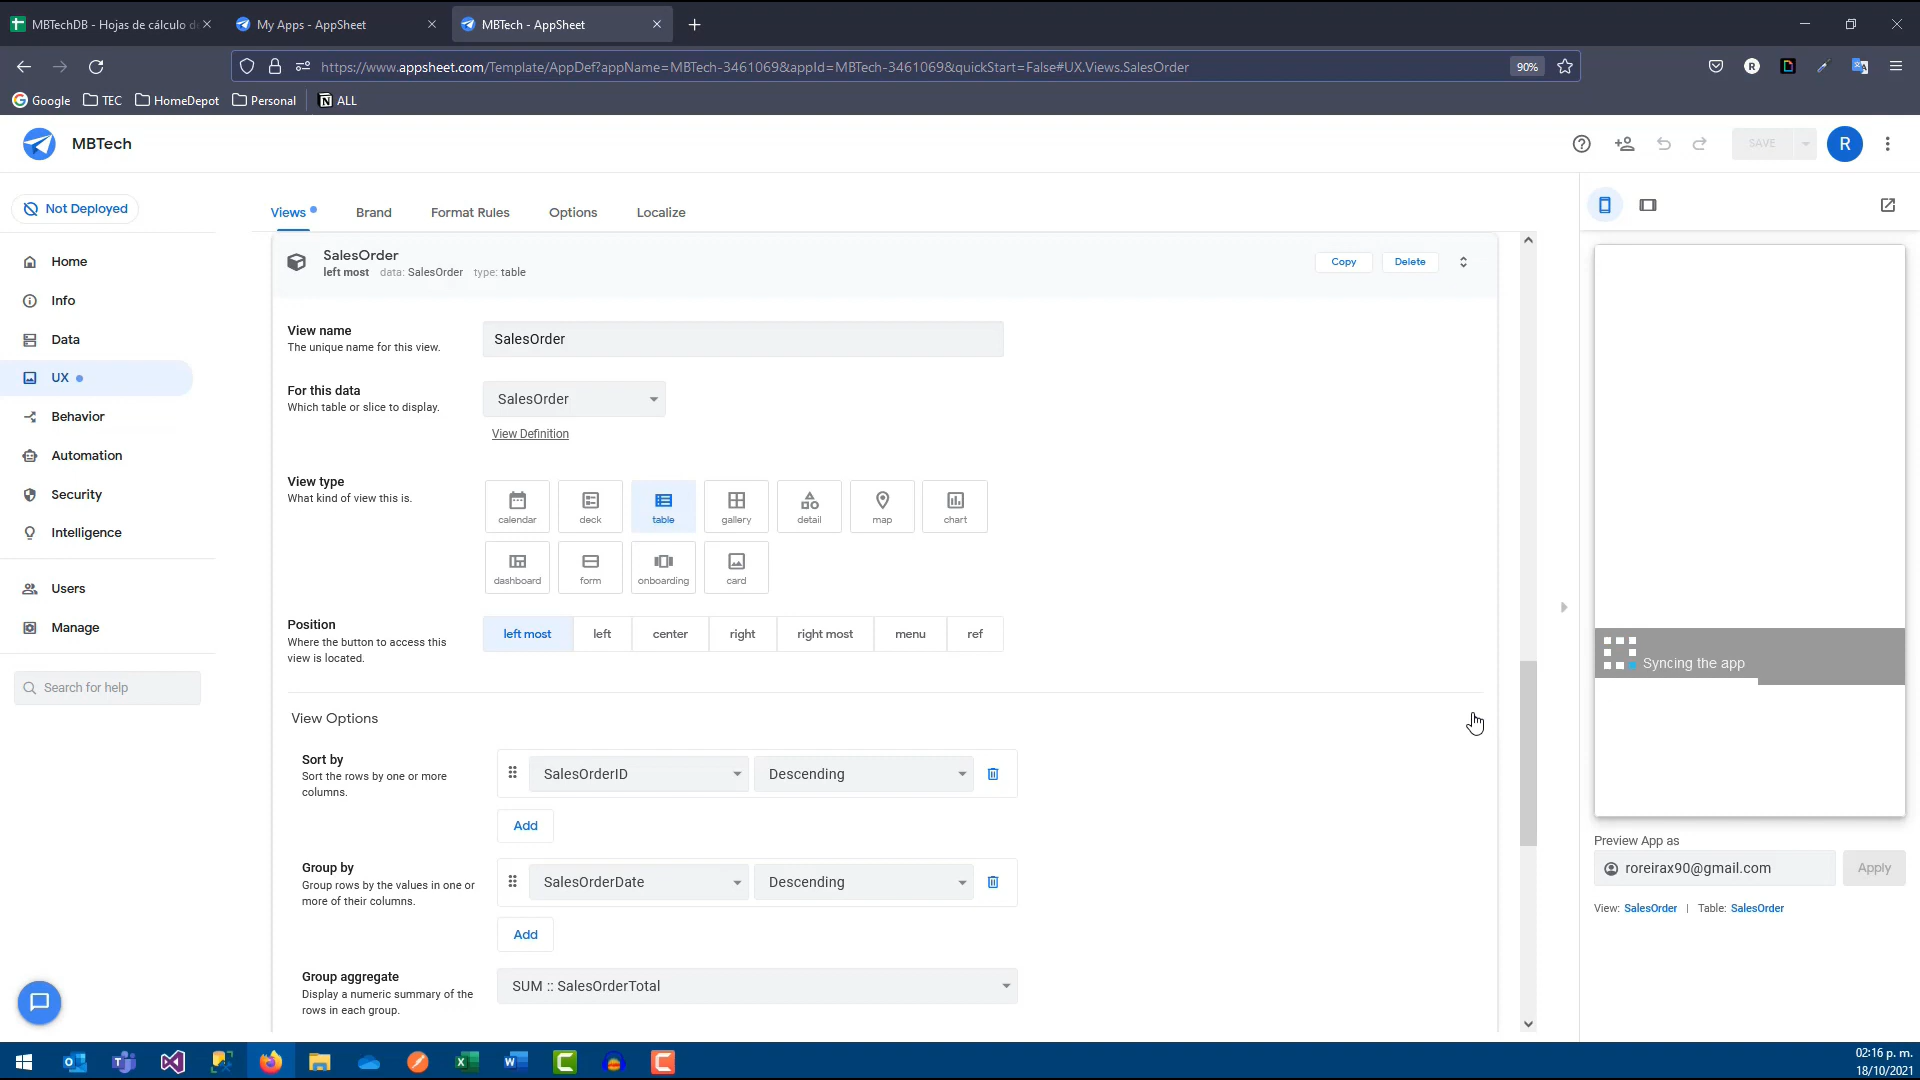 MBTechDB - Hojas de cálculo d
My Apps - AppSheet
MBTech - AppSheet
https://www.appsheet.com/Template/AppDef?appName=MBTech-3461069&appId=MBTech-3461069&quickStart=False#UX.Views.SalesOrder
90%
Google
TEC
HomeDepot
Personal
ALL
MBTech
SAVE
R
Not Deployed
Home
Info
Data
UX
Behavior
Automation
Security
Intelligence
Users
Manage
Search for help
Views
Brand
Format Rules
Options
Localize
SalesOrder
left most data: SalesOrder type: table
Copy
Delete
View name
The unique name for this view.
SalesOrder
For this data
Which table or slice to display.
SalesOrder
View Definition
View type
What kind of view this is.
calendar
deck
table
gallery
detail
map
chart
dashboard
form
onboarding
card
Position
Where the button to access this
view is located.
left most
left
center
right
right most
menu
ref
View Options
Sort by
Sort the rows by one or more
columns.
SalesOrderID
Descending
Add
Group by
Group rows by the values in one or
more of their columns.
SalesOrderDate
Descending
Add
Group aggregate
Display a numeric summary of the
rows in each group.
SUM :: SalesOrderTotal
Syncing the app
Preview App as
roreirax90@gmail.com
Apply
View: SalesOrder | Table: SalesOrder
02:16 p. m.
18/10/2021